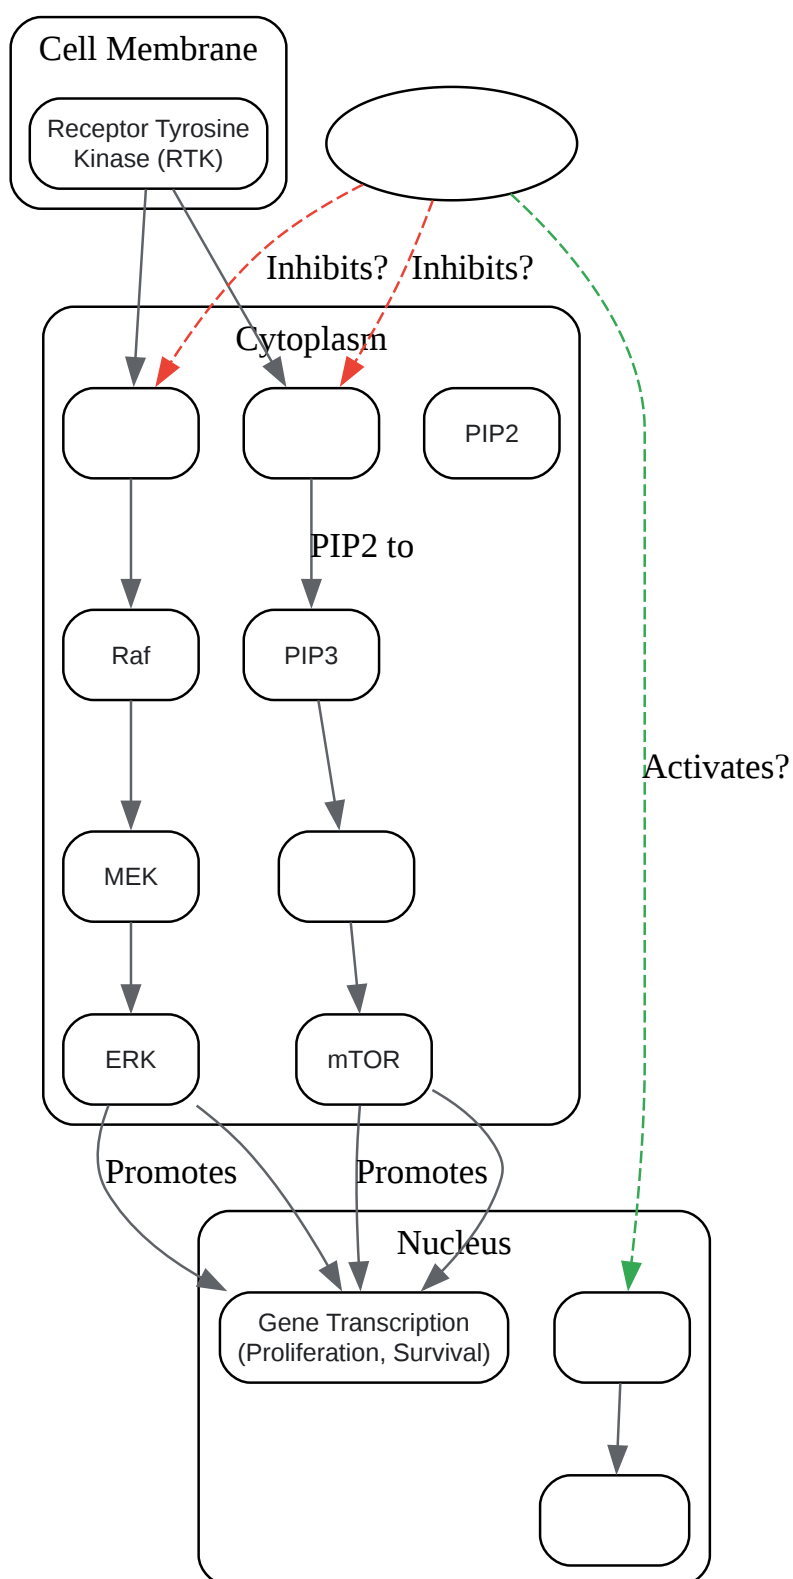 Cell Membrane
Receptor Tyrosine
Kinase (RTK)
Inhibits?
Inhibits?
Cytoplasm
PIP2
PIP2 to
Raf
PIP3
Activates?
MEK
ERK
mTOR
Promotes
Promotes
Nucleus
Gene Transcription
(Proliferation, Survival)